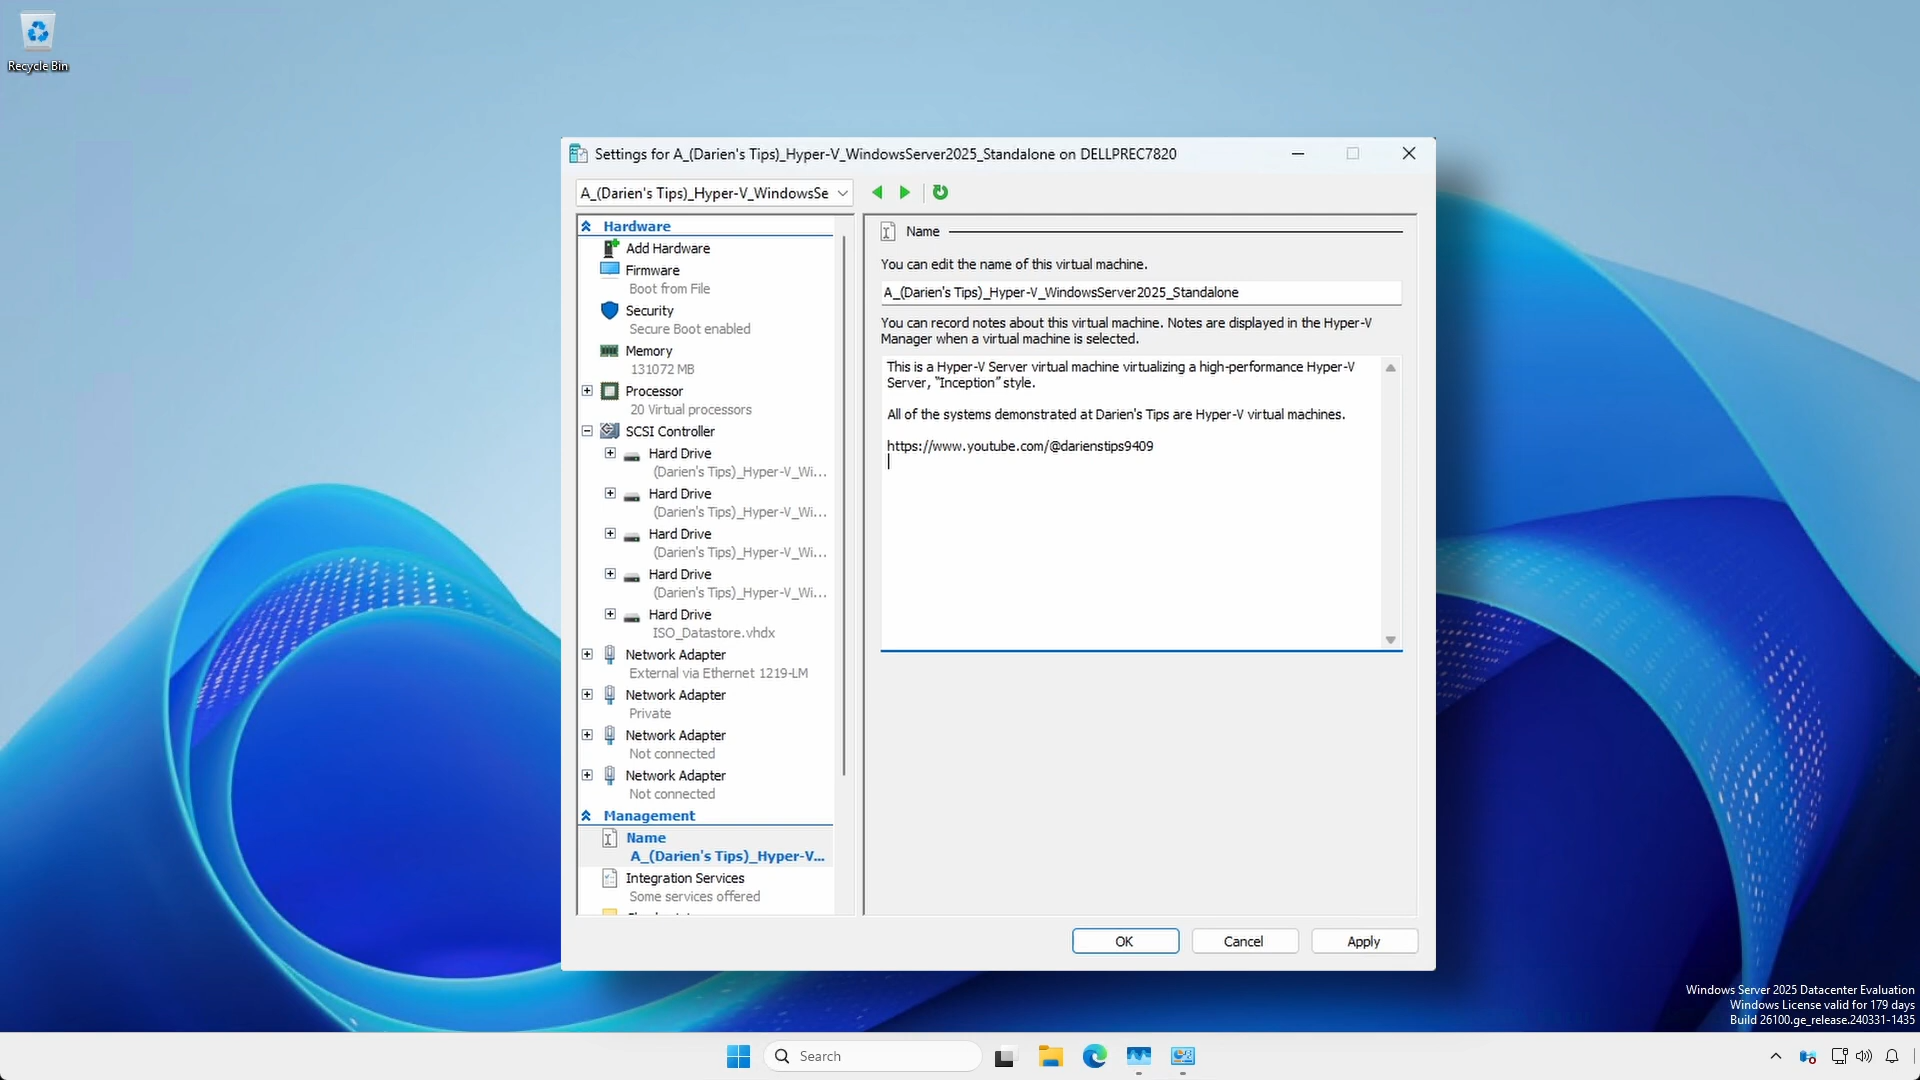 Recycle Bin
Settings for A_(Darien's Tips)_Hyper-V_WindowsServer2025_Standalone on DELLPREC7820
A_(Darien's Tips)_Hyper-V_WindowsSe
Hardware
Add Hardware
Firmware
Boot from File
Security
Secure Boot enabled
Memory
131072 MB
Processor
20 Virtual processors
SCSI Controller
Hard Drive
(Darien's Tips)_Hyper-V_Wi...
Hard Drive
(Darien's Tips)_Hyper-V_Wi...
Hard Drive
(Darien's Tips)_Hyper-V_Wi...
Hard Drive
(Darien's Tips)_Hyper-V_Wi...
Hard Drive
ISO_Datastore.vhdx
Network Adapter
External via Ethernet 1219-LM
Network Adapter
Private
Network Adapter
Not connected
Network Adapter
Not connected
Management
Name
A_(Darien's Tips)_Hyper-V...
Integration Services
Some services offered
Name
You can edit the name of this virtual machine.
A_(Darien's Tips)_Hyper-V_WindowsServer2025_Standalone
You can record notes about this virtual machine. Notes are displayed in the Hyper-V
Manager when a virtual machine is selected.
This is a Hyper-V Server virtual machine virtualizing a high-performance Hyper-V
Server, "Inception" style.
All of the systems demonstrated at Darien's Tips are Hyper-V virtual machines.
https://www.youtube.com/@darienstips9409
OK
Cancel
Apply
Windows Server 2025 Datacenter Evaluation
Windows License valid for 179 days
Build 26100.ge_release.240331-1435
Search